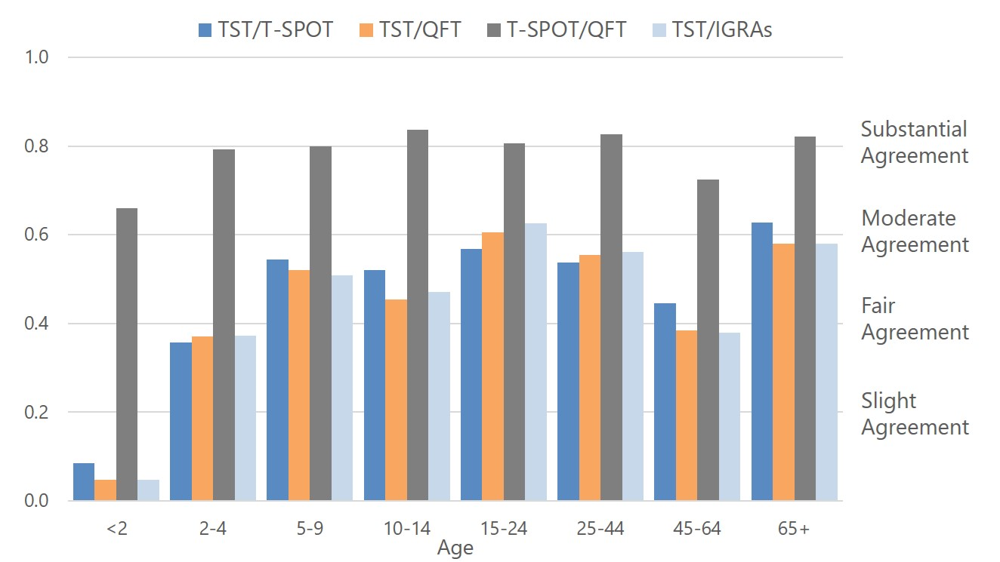 TST/T-SPOT TST/QFT T-SPOT/QFT TST/IGRAs
1.0
0.8
0.6
0.4
0.2
0.0
Substantial
Agreement
Moderate
Agreement
Fair
Agreement
Slight
Agreement
<2 2-4 5-9 10-14 15-24 25-44 45-64 65+
Age